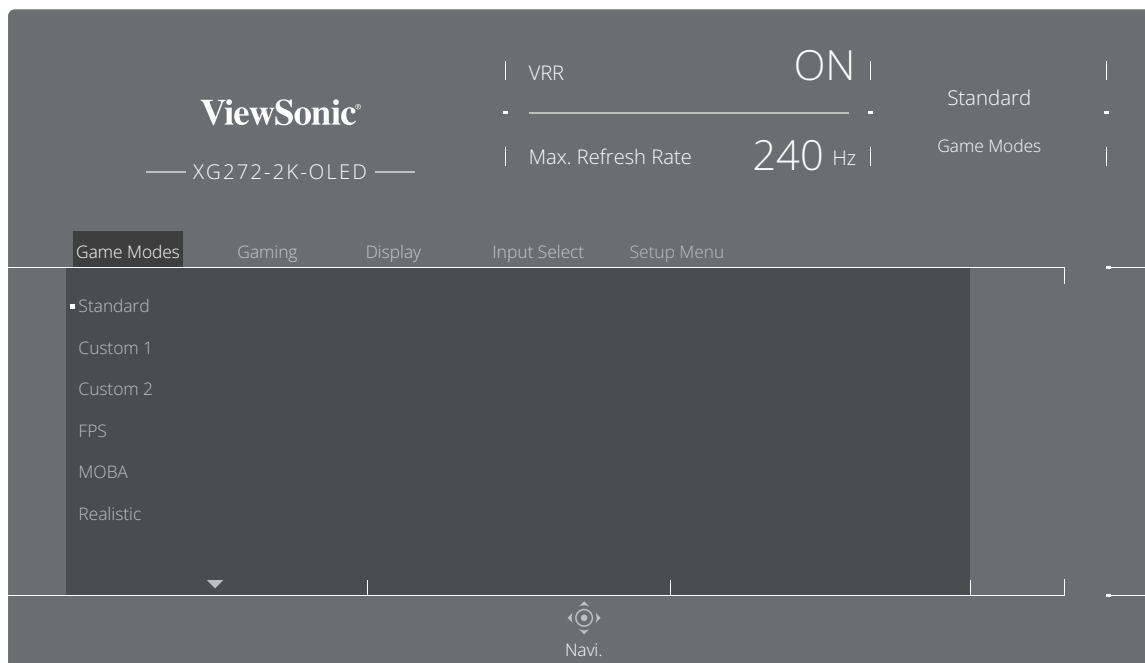 ViewSonic®
XG272-2K-OLED
VRR ON
Max. Refresh Rate 240 Hz
Standard
Game Modes
Game Modes Gaming Display Input Select Setup Menu
Standard
Custom 1
Custom 2
FPS
MOBA
Realistic
Navi.